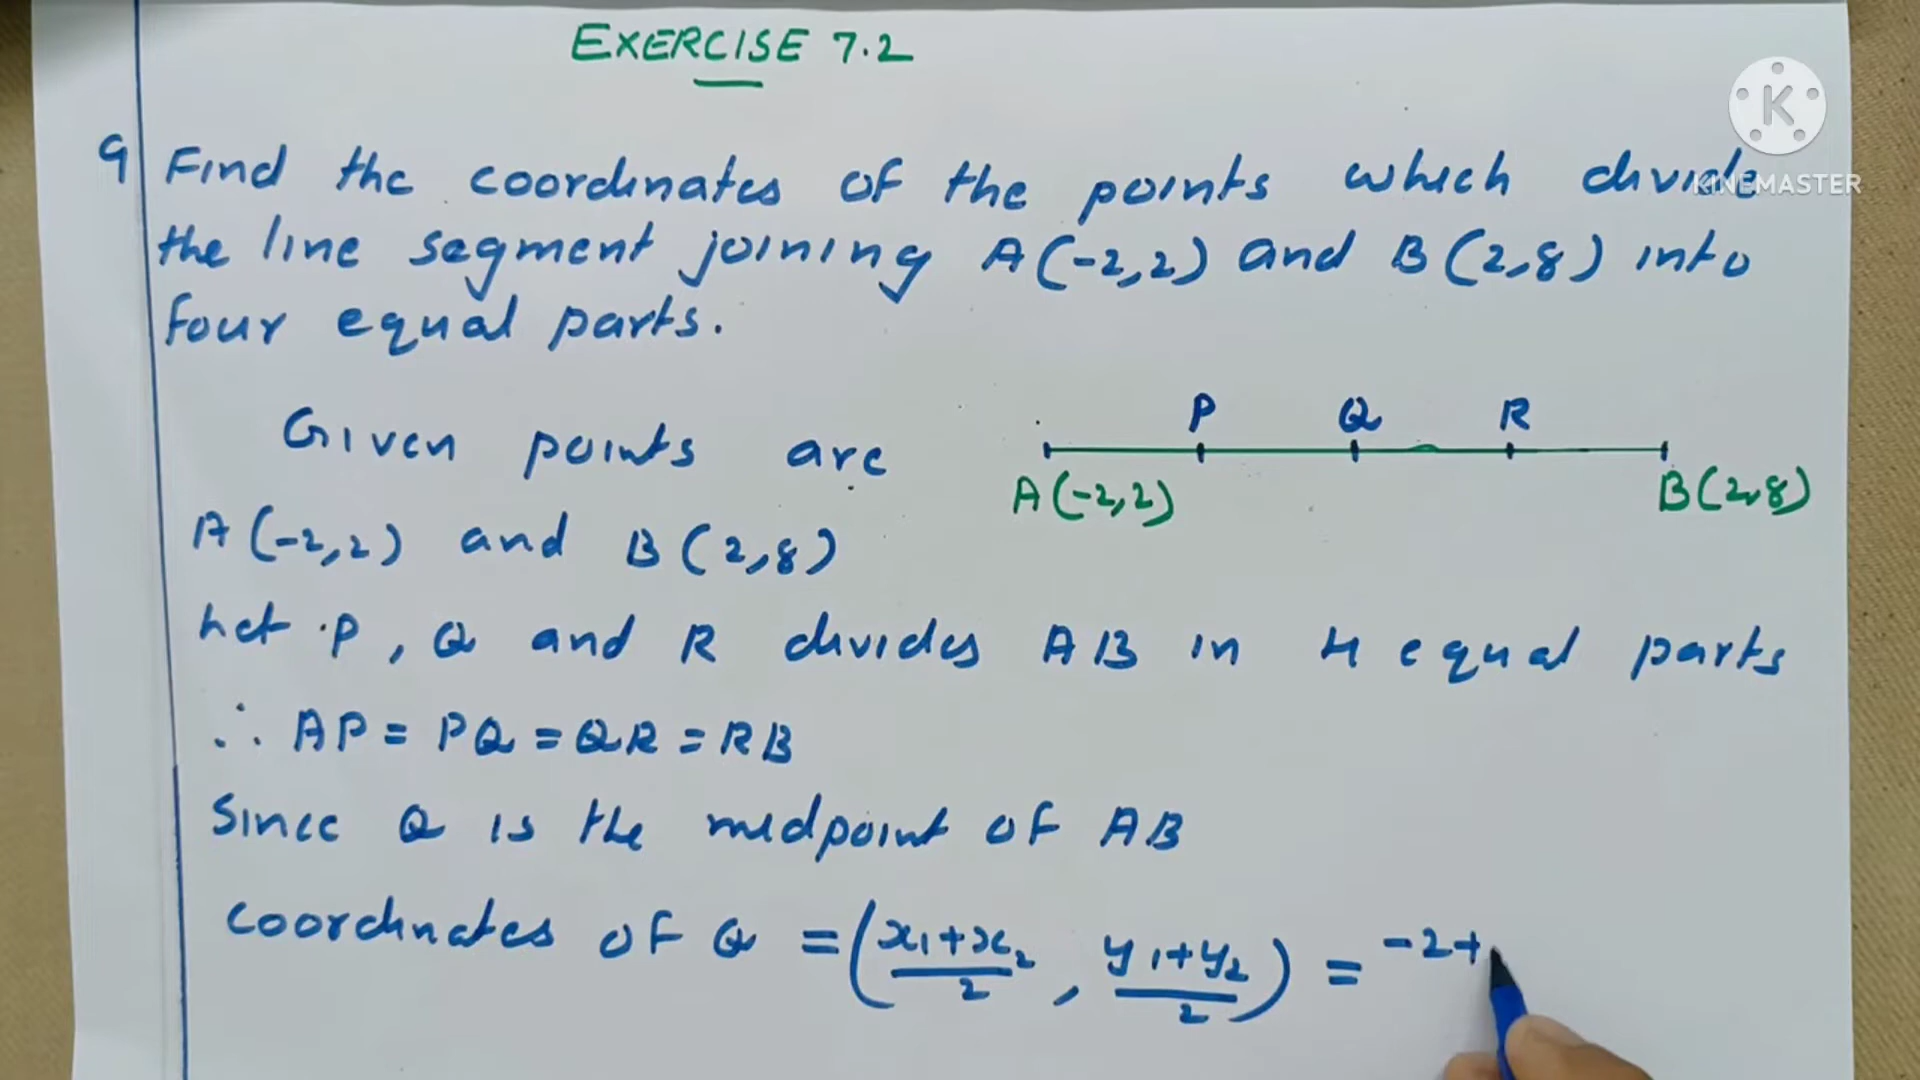 EXERCISE 7.2
K
KINEMASTER
9 Find the coordinates of the points which divide
the line segment joining A(-2,2) and B(2,8) into
four equal parts.
Given points are
P Q R
A(-2,2) B(2,8)
A(-2,2) and B(2,8)
Let P, Q and R divides AB in 4 equal parts
∴ AP = PQ = QR = RB
Since Q is the midpoint of AB
Coordinates of Q = (x₁+x₂/2, y₁+y₂/2) = -2+